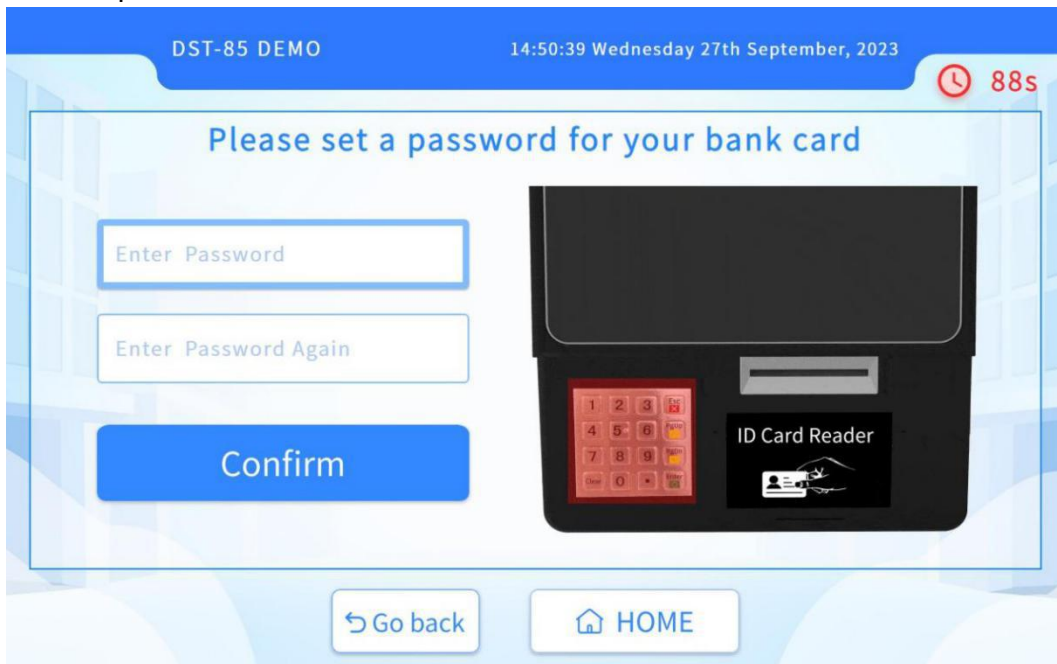 DST-85 DEMO
14:50:39 Wednesday 27th September, 2023
88s
Please set a password for your bank card
Enter Password
Enter Password Again
Confirm
1 2 3 Esc
4 5 6
7 8 9
Clear 0 •
ID Card Reader
Go back
HOME